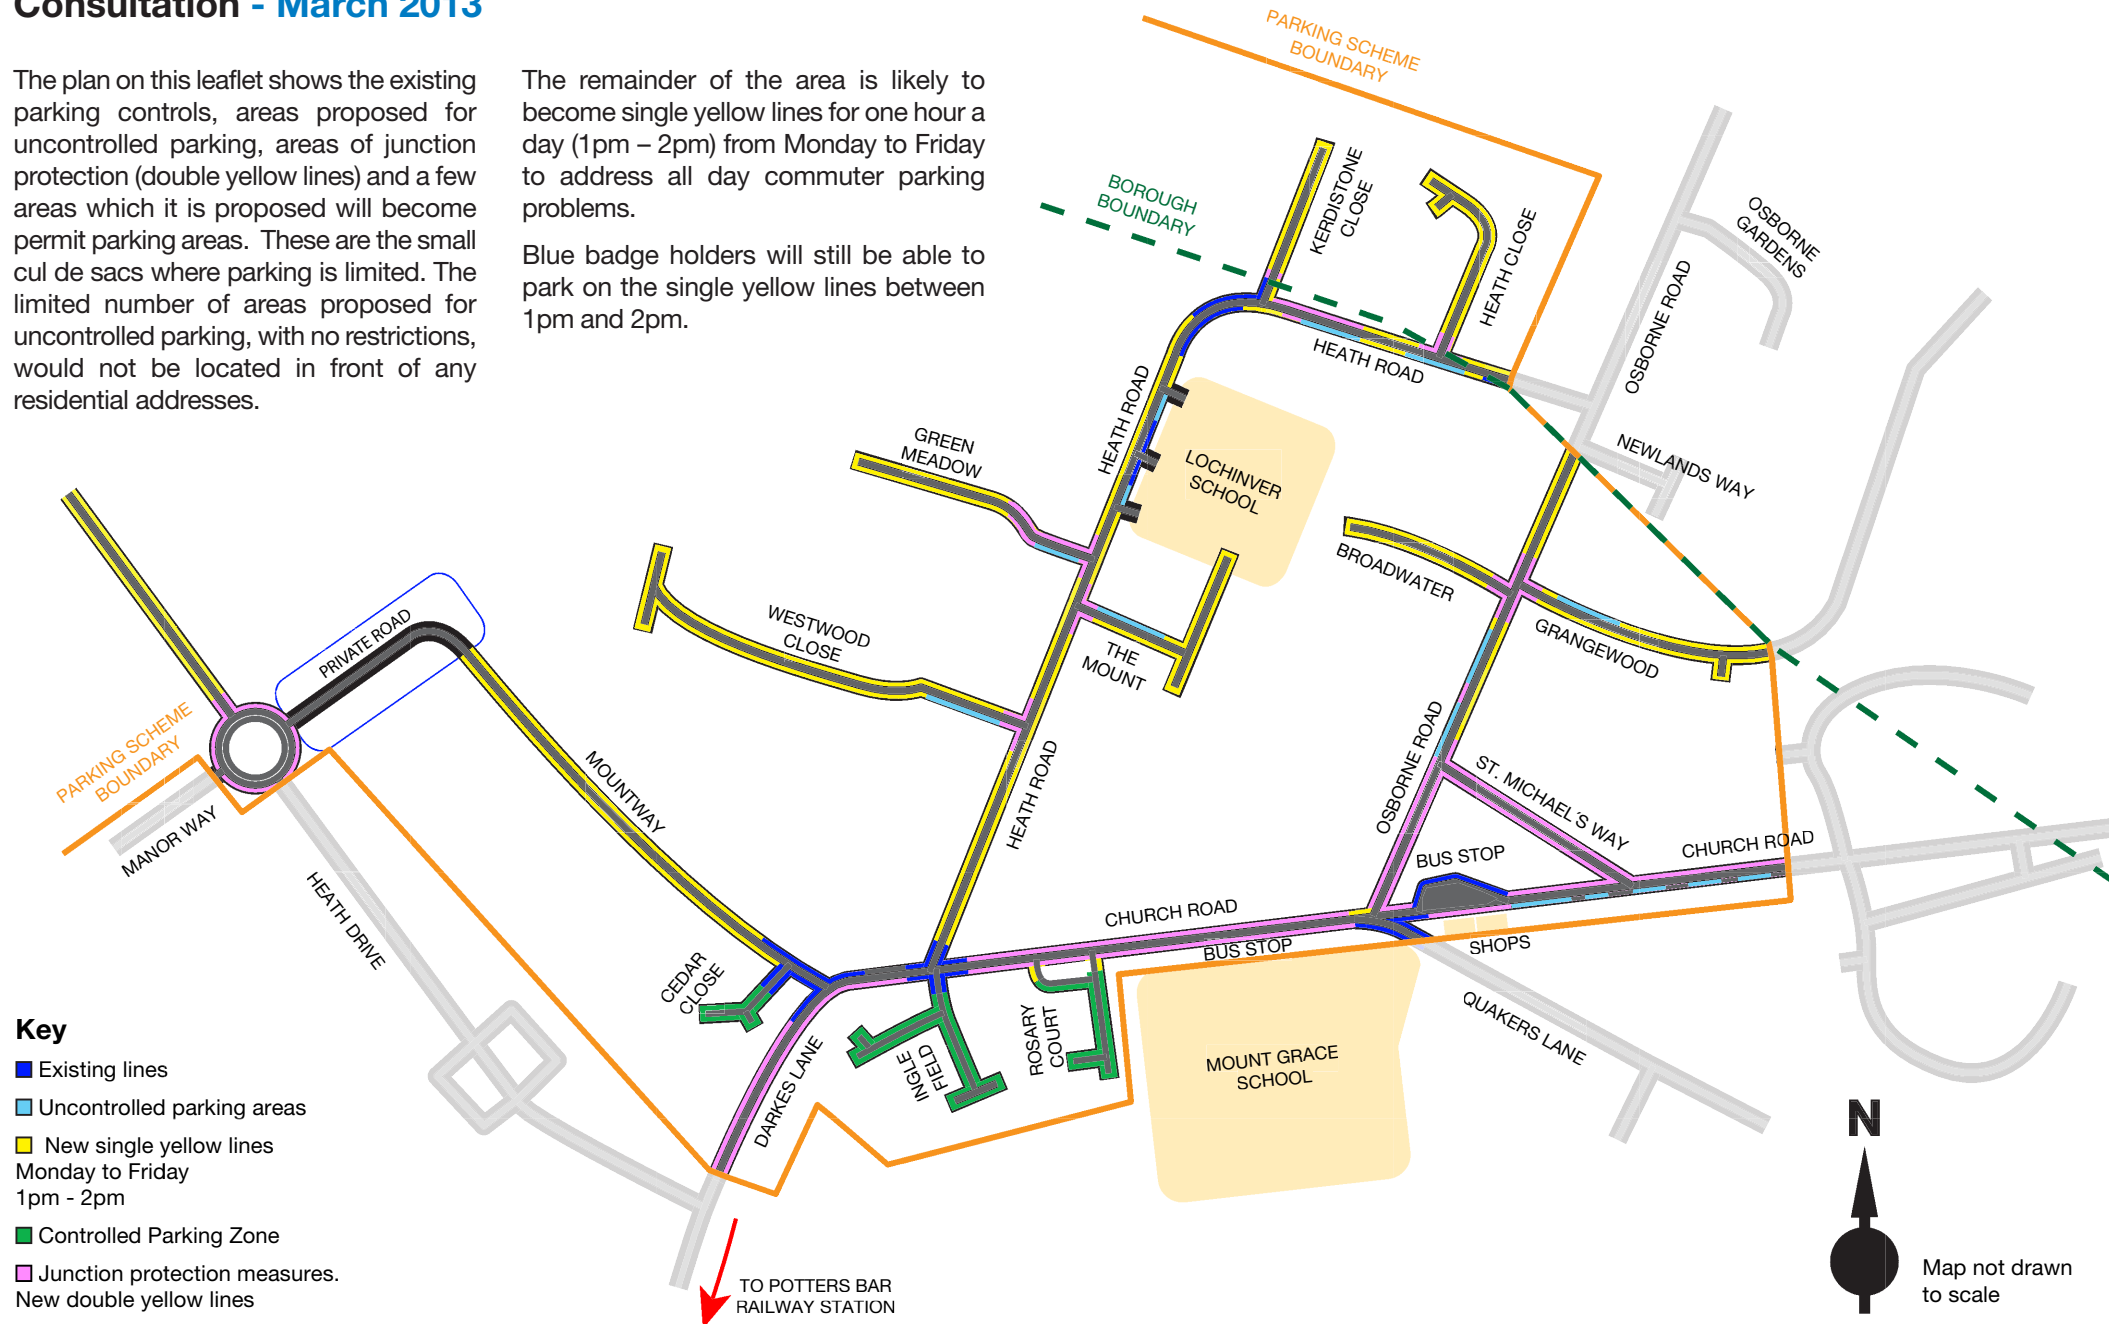 Consultation - March 2013
The plan on this leaflet shows the existing
parking controls, areas proposed for
uncontrolled parking, areas of junction
protection (double yellow lines) and a few
areas which it is proposed will become
permit parking areas. These are the small
cul de sacs where parking is limited. The
limited number of areas proposed for
uncontrolled parking, with no restrictions,
would not be located in front of any
residential addresses.
The remainder of the area is likely to
become single yellow lines for one hour a
day (1pm – 2pm) from Monday to Friday
to address all day commuter parking
problems.
Blue badge holders will still be able to
park on the single yellow lines between
1pm and 2pm.
PARKING SCHEME
BOUNDARY
BOROUGH
BOUNDARY
KERDISTONE
CLOSE
HEATH CLOSE
OSBORNE
GARDENS
OSBORNE ROAD
HEATH ROAD
HEATH ROAD
GREEN
MEADOW
LOCHINVER
SCHOOL
NEWLANDS WAY
BROADWATER
GRANGEWOOD
WESTWOOD
CLOSE
THE
MOUNT
PRIVATE ROAD
PARKING SCHEME
BOUNDARY
MANOR WAY
MOUNTWAY
HEATH ROAD
OSBORNE ROAD
ST. MICHAEL'S WAY
CHURCH ROAD
BUS STOP
HEATH DRIVE
CHURCH ROAD
BUS STOP
SHOPS
CEDAR
CLOSE
QUAKERS LANE
DARKES LANE
INGLE
FIELD
ROSARY
COURT
MOUNT GRACE
SCHOOL
Key
Existing lines
Uncontrolled parking areas
New single yellow lines
Monday to Friday
1pm - 2pm
Controlled Parking Zone
Junction protection measures.
New double yellow lines
TO POTTERS BAR
RAILWAY STATION
N
Map not drawn
to scale